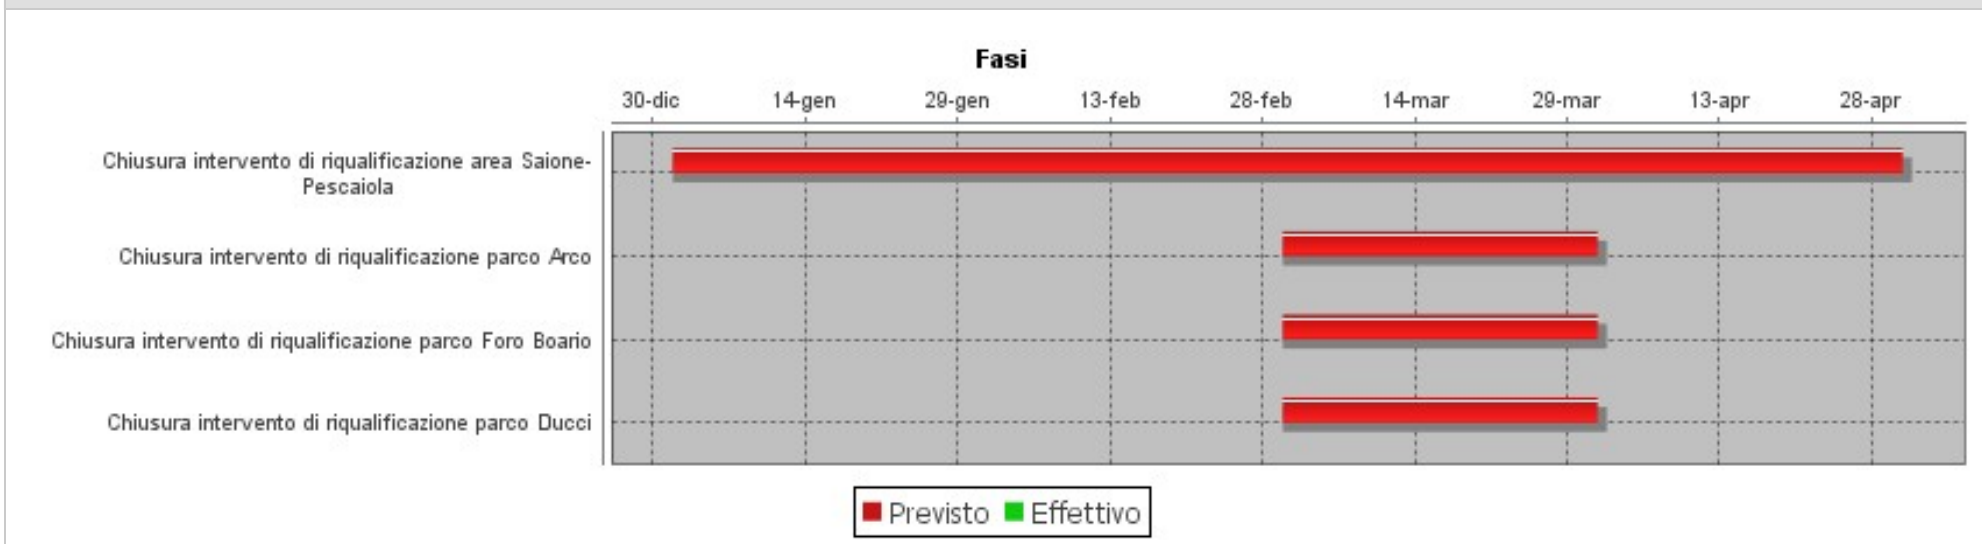 Fasi
30-dic 14-gen 29-gen 13-feb 28-feb 14-mar 29-mar 13-apr 28-apr
Chiusura intervento di riqualificazione area Saione-
Pescaiola
Chiusura intervento di riqualificazione parco Arco
Chiusura intervento di riqualificazione parco Foro Boario
Chiusura intervento di riqualificazione parco Ducci
Previsto Effettivo